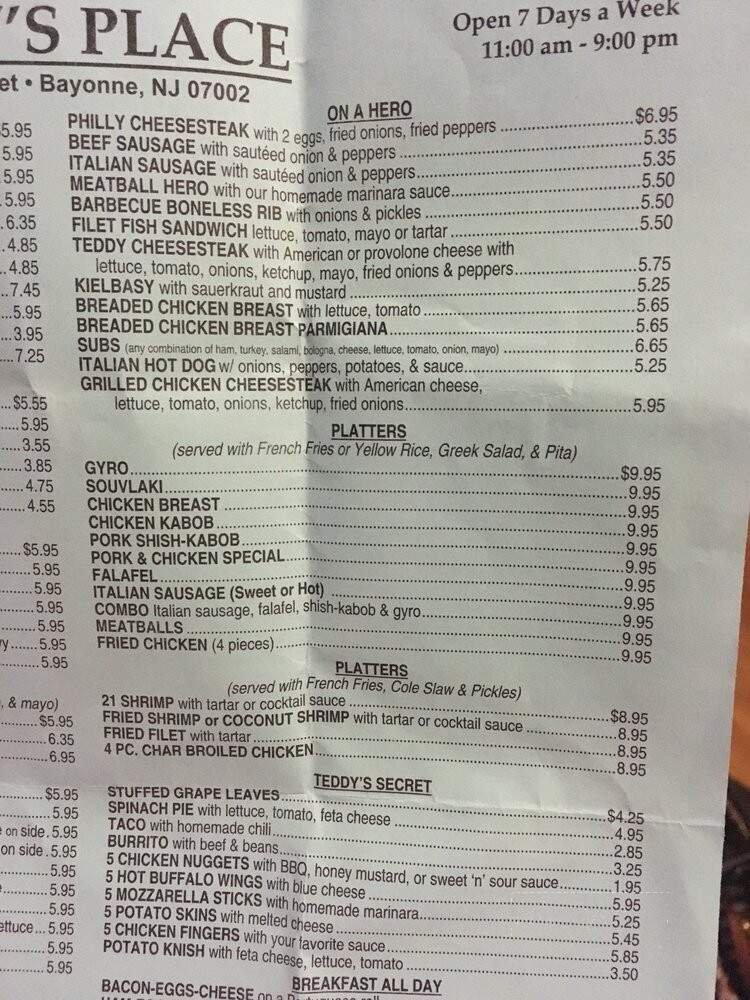 'S PLACE
et • Bayonne, NJ 07002
Open 7 Days a Week
11:00 am - 9:00 pm
5.95
5.95
5.95
5.95
6.35
4.85
4.85
7.45
5.95
3.95
7.25
$5.55
5.95
3.55
3.85
4.75
4.55
$5.95
5.95
5.95
5.95
5.95
y 5.95
5.95
, & mayo)
$5.95
6.35
6.95
$5.95
5.95
on side. 5.95
on side. 5.95
5.95
5.95
5.95
ettuce... 5.95
5.95
5.95
ON A HERO
PHILLY CHEESESTEAK with 2 eggs, fried onions, fried peppers $6.95
BEEF SAUSAGE with sautéed onion & peppers 5.35
ITALIAN SAUSAGE with sautéed onion & peppers 5.35
MEATBALL HERO with our homemade marinara sauce 5.50
BARBECUE BONELESS RIB with onions & pickles 5.50
FILET FISH SANDWICH lettuce, tomato, mayo or tartar 5.50
TEDDY CHEESESTEAK with American or provolone cheese with
lettuce, tomato, onions, ketchup, mayo, fried onions & peppers 5.75
KIELBASY with sauerkraut and mustard 5.25
BREADED CHICKEN BREAST with lettuce, tomato 5.65
BREADED CHICKEN BREAST PARMIGIANA 5.65
SUBS (any combination of ham, turkey, salami, bologna, cheese, lettuce, tomato, onion, mayo) 6.65
ITALIAN HOT DOG w/ onions, peppers, potatoes, & sauce 5.25
GRILLED CHICKEN CHEESESTEAK with American cheese,
lettuce, tomato, onions, ketchup, fried onions 5.95
PLATTERS
(served with French Fries or Yellow Rice, Greek Salad, & Pita)
GYRO $9.95
SOUVLAKI 9.95
CHICKEN BREAST 9.95
CHICKEN KABOB 9.95
PORK SHISH-KABOB 9.95
PORK & CHICKEN SPECIAL 9.95
FALAFEL 9.95
ITALIAN SAUSAGE (Sweet or Hot) 9.95
COMBO Italian sausage, falafel, shish-kabob & gyro 9.95
MEATBALLS 9.95
FRIED CHICKEN (4 pieces) 9.95
PLATTERS
(served with French Fries, Cole Slaw & Pickles)
21 SHRIMP with tartar or cocktail sauce $8.95
FRIED SHRIMP or COCONUT SHRIMP with tartar or cocktail sauce 8.95
FRIED FILET with tartar 8.95
4 PC. CHAR BROILED CHICKEN 8.95
TEDDY'S SECRET
STUFFED GRAPE LEAVES $4.25
SPINACH PIE with lettuce, tomato, feta cheese 4.95
TACO with homemade chili 2.85
BURRITO with beef & beans 3.25
5 CHICKEN NUGGETS with BBQ, honey mustard, or sweet 'n' sour sauce 1.95
5 HOT BUFFALO WINGS with blue cheese 5.95
5 MOZZARELLA STICKS with homemade marinara 5.25
5 POTATO SKINS with melted cheese 5.45
5 CHICKEN FINGERS with your favorite sauce 5.85
POTATO KNISH with feta cheese, lettuce, tomato 3.50
BREAKFAST ALL DAY
BACON-EGGS-CHEESE on a